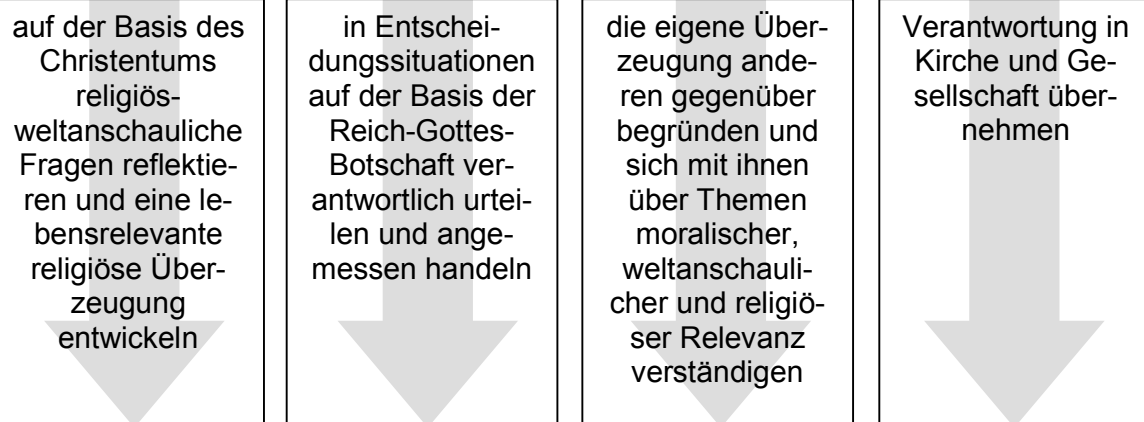 auf der Basis des
Christentums
religiös-
weltanschauliche
Fragen reflektie-
ren und eine le-
bensrelevante
religiöse Über-
zeugung
entwickeln
in Entschei-
dungssituationen
auf der Basis der
Reich-Gottes-
Botschaft ver-
antwortlich urtei-
len und ange-
messen handeln
die eigene Über-
zeugung ande-
ren gegenüber
begründen und
sich mit ihnen
über Themen
moralischer,
weltanschauli-
cher und religiö-
ser Relevanz
verständigen
Verantwortung in
Kirche und Ge-
sellschaft über-
nehmen